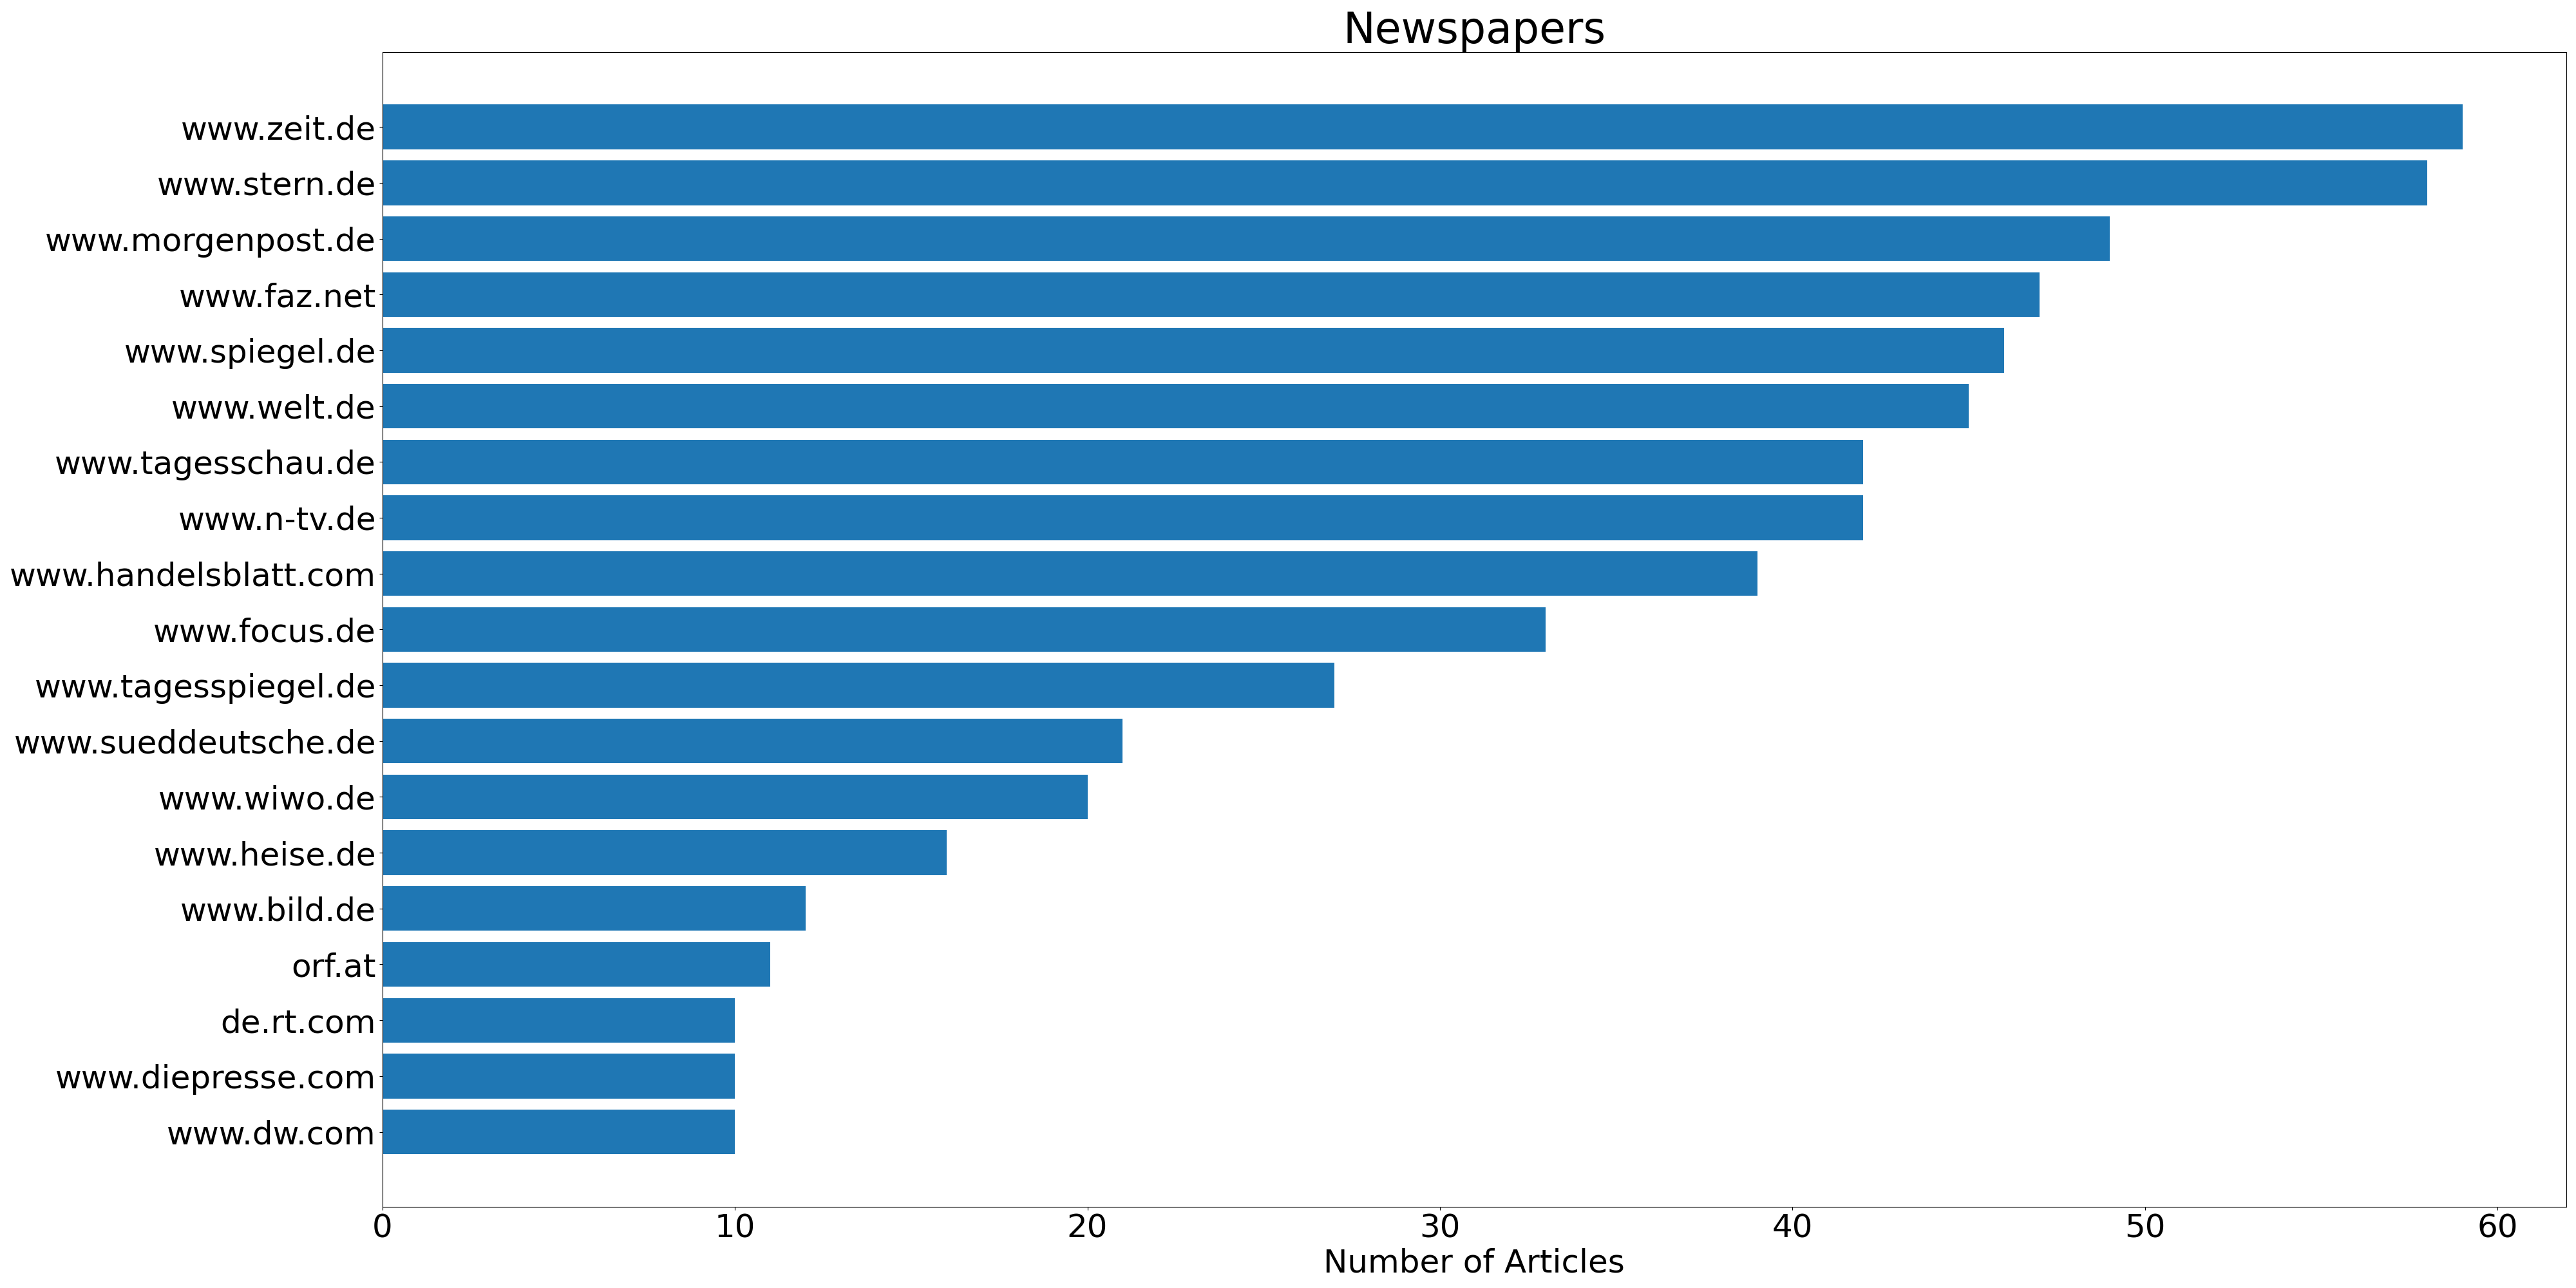 Newspapers
www.zeit.de
www.stern.de
www.morgenpost.de
www.faz.net
www.spiegel.de
www.welt.de
www.tagesschau.de
www.n-tv.de
www.handelsblatt.com
www.focus.de
www.tagesspiegel.de
www.sueddeutsche.de
www.wiwo.de
www.heise.de
www.bild.de
orf.at
de.rt.com
www.diepresse.com
www.dw.com
0 10 20 30 40 50 60
Number of Articles